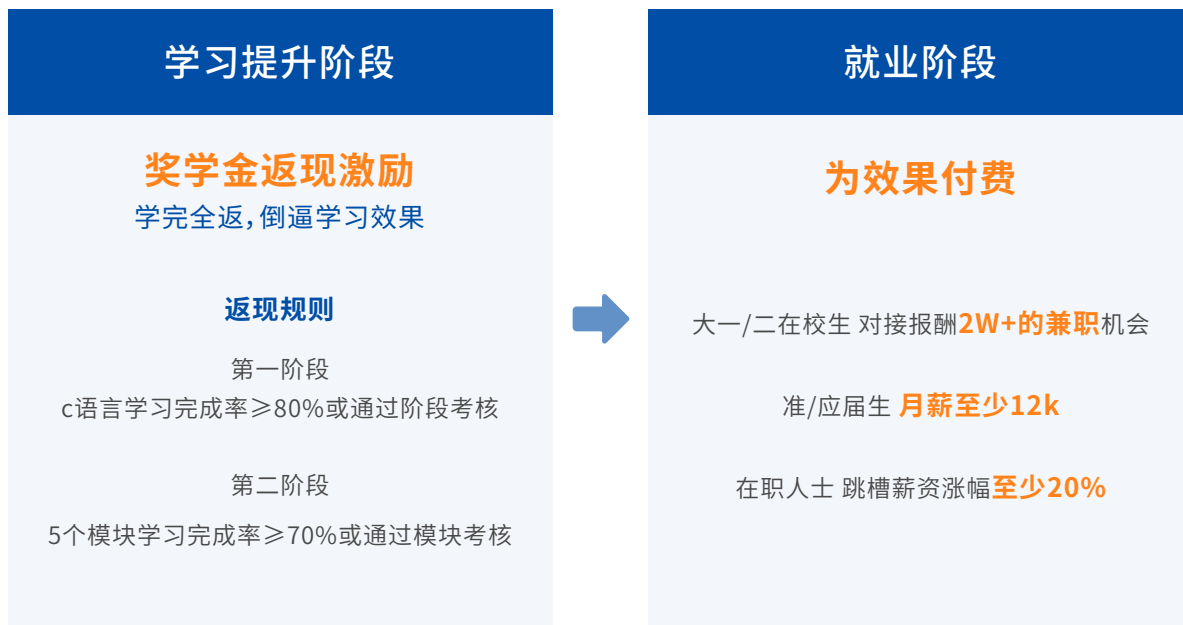 学习提升阶段
奖学金返现激励
学完全返，倒逼学习效果
返现规则
第一阶段
c语言学习完成率≥80%或通过阶段考核
第二阶段
5个模块学习完成率≥70%或通过模块考核
就业阶段
为效果付费
大一/二在校生 对接报酬2W+的兼职机会
准/应届生 月薪至少12k
在职人士 跳槽薪资涨幅至少20%